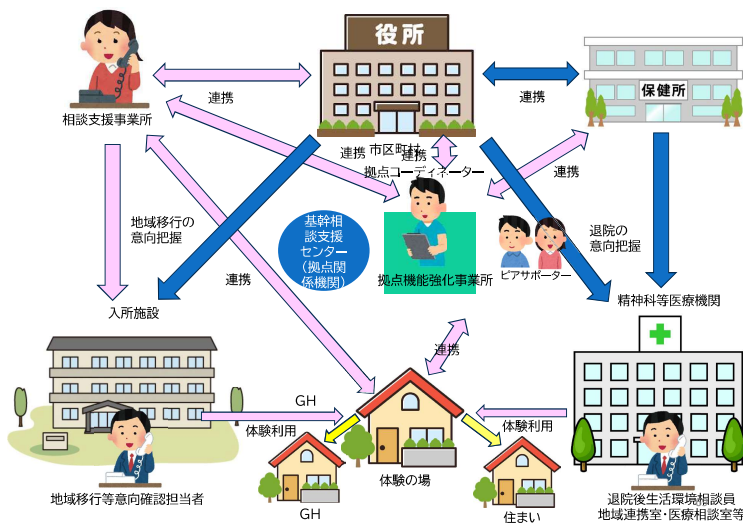 役所
保健所
連携
連携
相談支援事業所
連携
市区町村
連携
拠点コーディネーター
連携
地域移行の
意向把握
基幹相
談支援
センター
(拠点関
係機関)
拠点機能強化事業所
ピアサポーター
退院の
意向把握
連携
入所施設
精神科等医療機関
連携
GH
体験利用
体験利用
体験の場
地域移行等意向確認担当者
GH
住まい
退院後生活環境相談員
地域連携室・医療相談室等